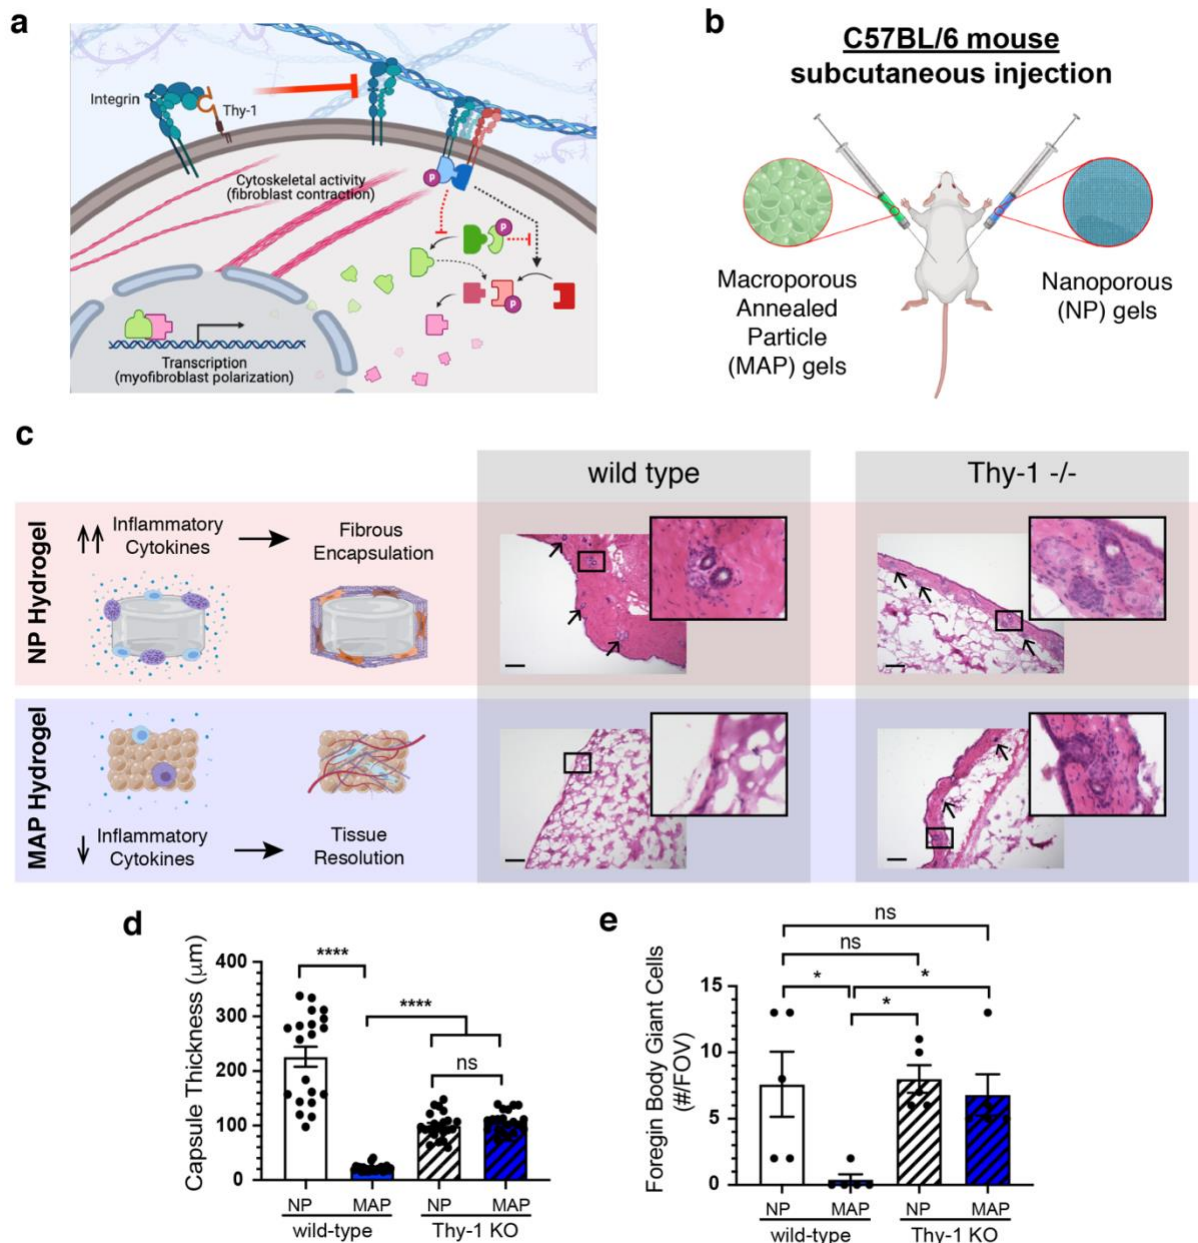 a
Integrin
Thy-1
Cytoskeletal activity
(fibroblast contraction)
P
P
P
Transcription
(myofibroblast polarization)
b
C57BL/6 mouse
subcutaneous injection
Macroporous
Annealed
Particle
(MAP) gels
Nanoporous
(NP) gels
c
wild type
Thy-1 -/-
NP Hydrogel
Inflammatory
Cytokines
Fibrous
Encapsulation
MAP Hydrogel
Inflammatory
Cytokines
Tissue
Resolution
d
Capsule Thickness (μm)
400
300
200
100
0
****
****
ns
NP
MAP
NP
MAP
wild-type
Thy-1 KO
e
Foregin Body Giant Cells
(#/FOV)
15
10
5
0
ns
ns
*
*
*
NP
MAP
NP
MAP
wild-type
Thy-1 KO